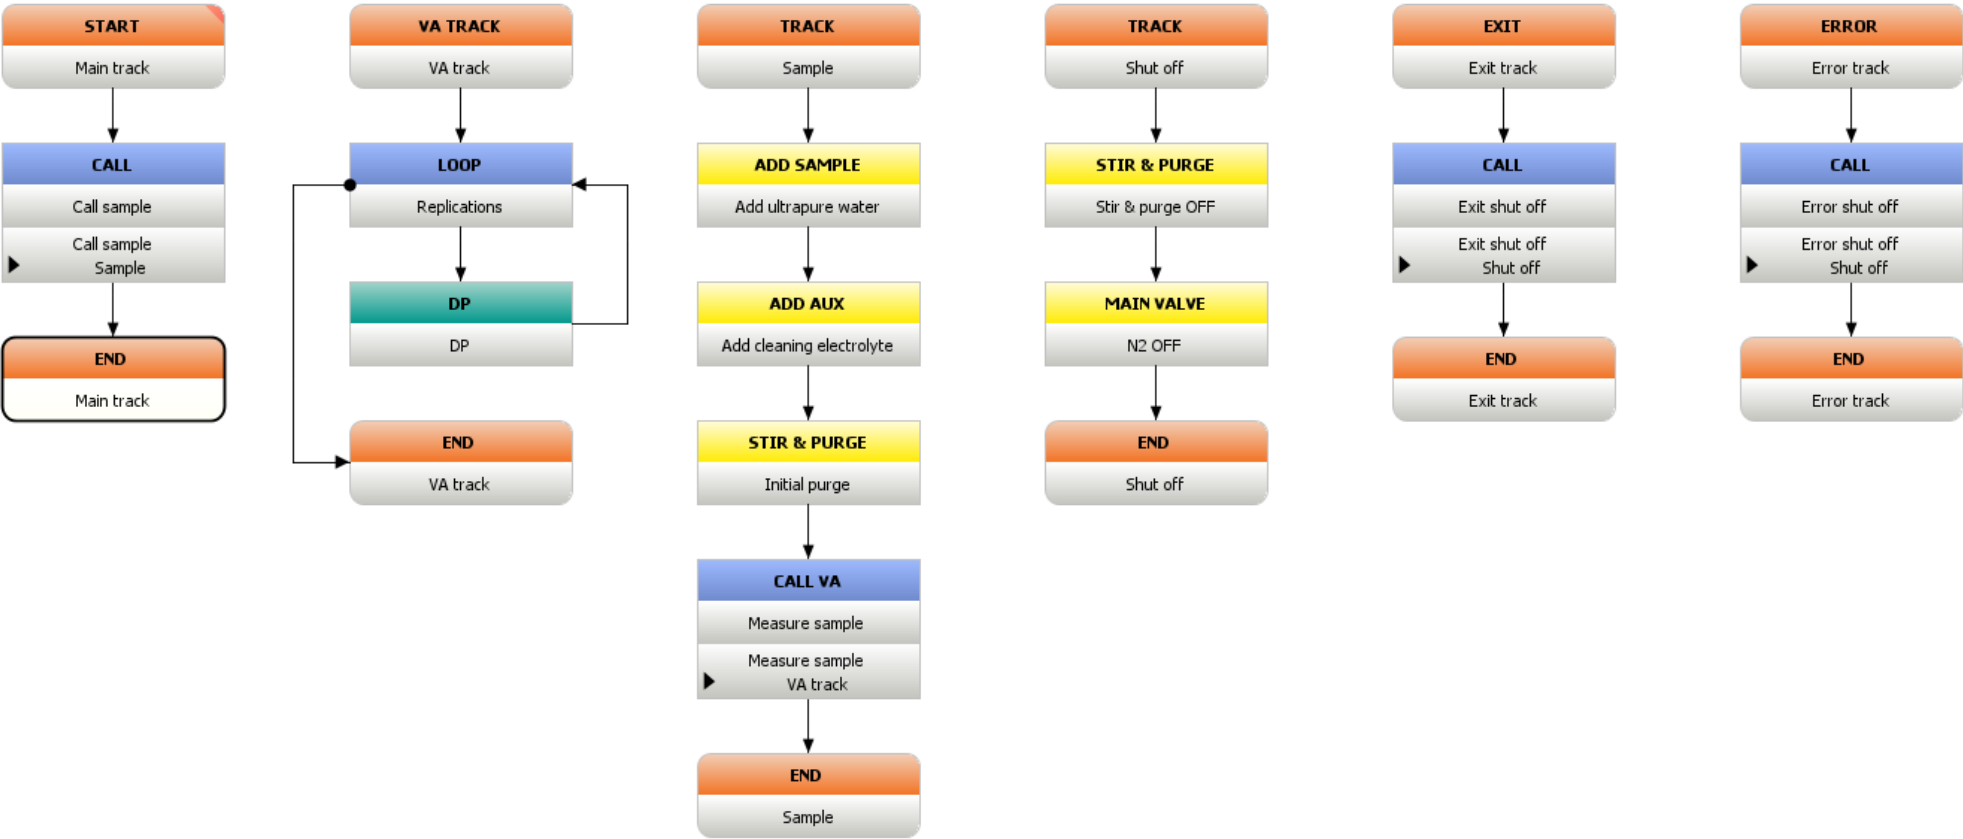 START
Main track
CALL
Call sample
Call sample
Sample
END
Main track
VA TRACK
VA track
LOOP
Replications
DP
DP
END
VA track
TRACK
Sample
ADD SAMPLE
Add ultrapure water
ADD AUX
Add cleaning electrolyte
STIR & PURGE
Initial purge
CALL VA
Measure sample
Measure sample
VA track
END
Sample
TRACK
Shut off
STIR & PURGE
Stir & purge OFF
MAIN VALVE
N2 OFF
END
Shut off
EXIT
Exit track
CALL
Exit shut off
Exit shut off
Shut off
END
Exit track
ERROR
Error track
CALL
Error shut off
Error shut off
Shut off
END
Error track